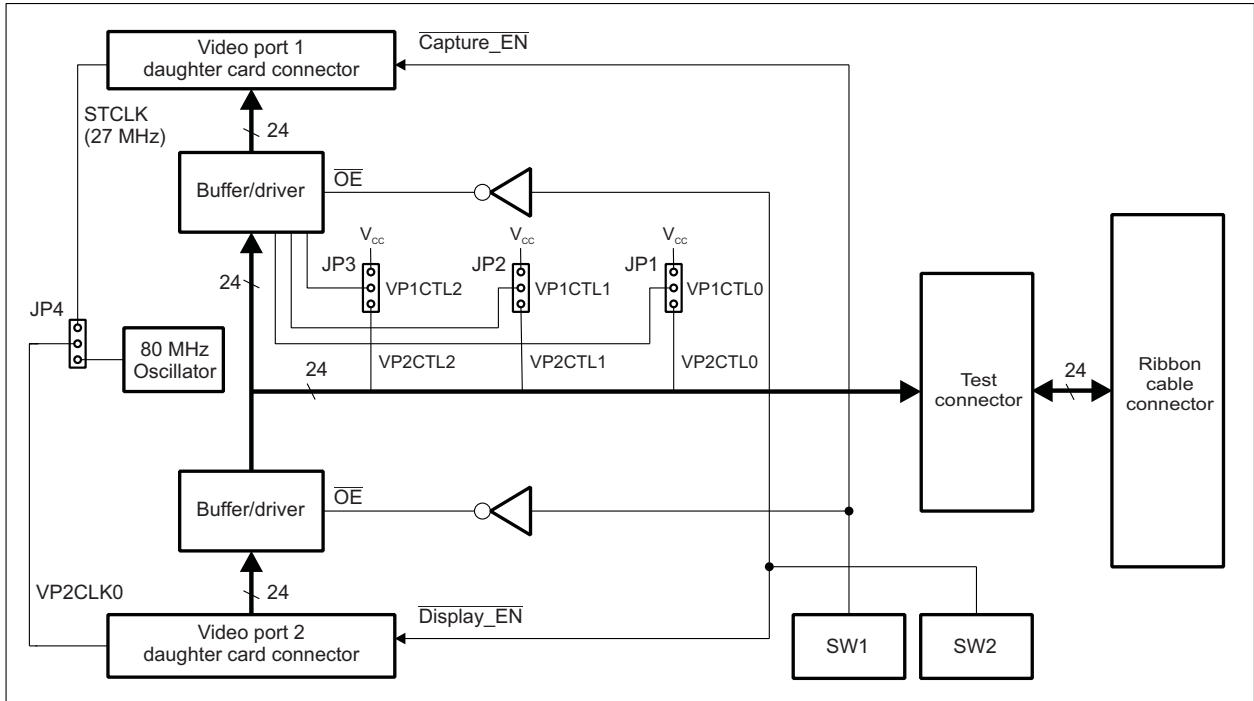 Video port 1
daughter card connector
Capture_EN
STCLK
(27 MHz)
24
Buffer/driver
OE
VCC
VCC
VCC
JP3
JP2
JP1
VP1CTL2
VP1CTL1
VP1CTL0
24
JP4
80 MHz
Oscillator
VP2CTL2
VP2CTL1
VP2CTL0
24
Test
connector
24
Ribbon
cable
connector
Buffer/driver
OE
24
VP2CLK0
Display_EN
Video port 2
daughter card connector
SW1
SW2